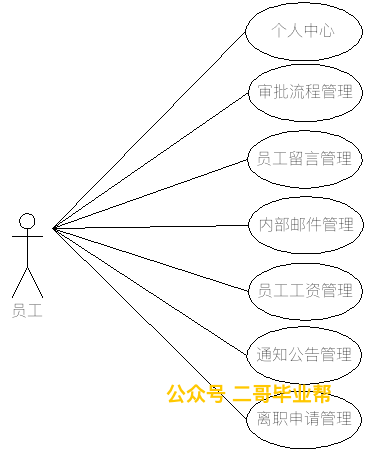 个人中心
审批流程管理
员工留言管理
内部邮件管理
员工
员工工资管理
通知公告管理
公众号 二哥毕业帮
离职申请管理